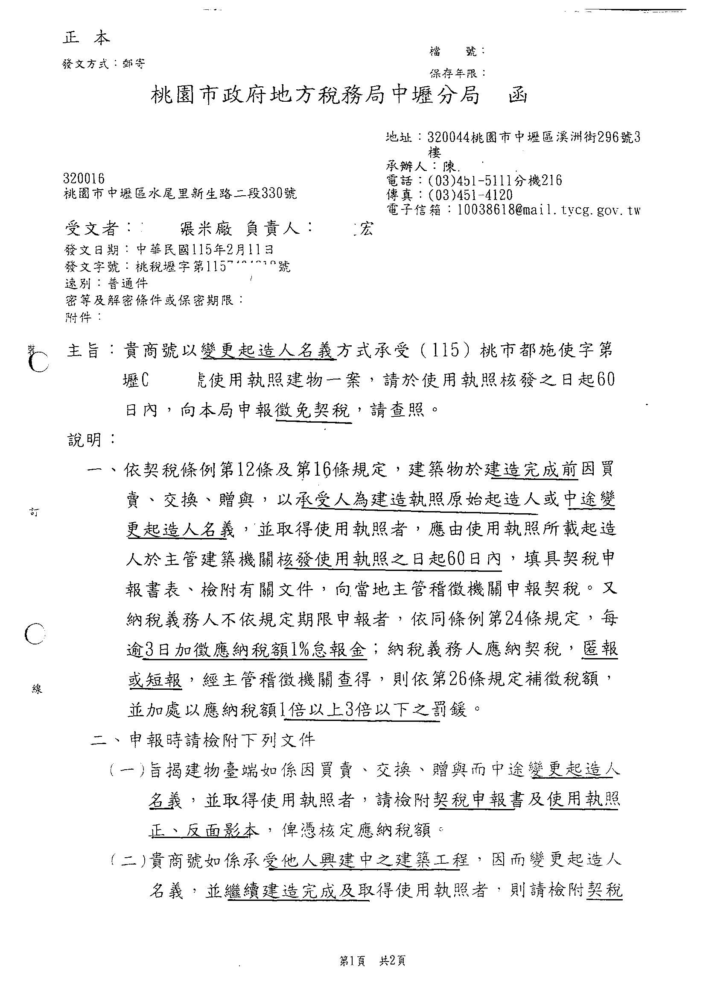 正本
發文方式：郵寄
檔　號：
保存年限：
桃園市政府地方稅務局中壢分局　函
地址：320044桃園市中壢區溪洲街296號3
樓
承辦人：陳
電話：(03)451-5111分機216
傳真：(03)451-4120
電子信箱：10038618@mail.tycg.gov.tw
320016
桃園市中壢區水尾里新生路二段330號
受文者：　碾米廠 負責人：　宏
發文日期：中華民國115年2月11日
發文字號：桃稅壢字第115　號
速別：普通件
密等及解密條件或保密期限：
附件：
主旨：貴商號以變更起造人名義方式承受（115）桃市都施使字第
壢　號使用執照建物一案，請於使用執照核發之日起60
日內，向本局申報徵免契稅，請查照。
說明：
一、依契稅條例第12條及第16條規定，建築物於建造完成前因買
賣、交換、贈與，以承受人為建造執照原始起造人或中途變
更起造人名義，並取得使用執照者，應由使用執照所載起造
人於主管建築機關核發使用執照之日起60日內，填具契稅申
報書表、檢附有關文件，向當地主管稽徵機關申報契稅。又
納稅義務人不依規定期限申報者，依同條例第24條規定，每
逾3日加徵應納稅額1%怠報金；納稅義務人應納契稅，匿報
或短報，經主管稽徵機關查得，則依第26條規定補徵稅額，
並加處以應納稅額1倍以上3倍以下之罰鍰。
二、申報時請檢附下列文件
(一)旨揭建物臺端如係因買賣、交換、贈與而中途變更起造人
名義，並取得使用執照者，請檢附契稅申報書及使用執照
正、反面影本，俾憑核定應納稅額。
(二)貴商號如係承受他人興建中之建築工程，因而變更起造人
名義，並繼續建造完成及取得使用執照者，則請檢附契稅
裝
訂
線
第1頁　共2頁